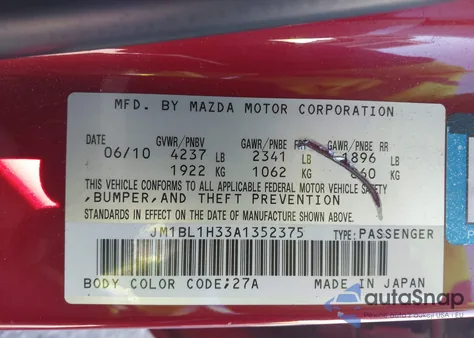 MFD. BY MAZDA MOTOR CORPORATION
DATE GVWR/PNBV GAWR/PNBE FRT GAWR/PNBE RR
06/10 4237 LB 2341 LB 1896 LB
1922 KG 1062 KG 860 KG
THIS VEHICLE CONFORMS TO ALL APPLICABLE FEDERAL MOTOR VEHICLE SAFETY
,BUMPER,AND THEFT PREVENTION
STANDARDS IN EFFECT ON THE DATE OF MANUFACTURE SHOWN ABOVE.
JM1BL1H33A1352375 TYPE:PASSENGER
BODY COLOR CODE;27A MADE IN JAPAN
autoSnap